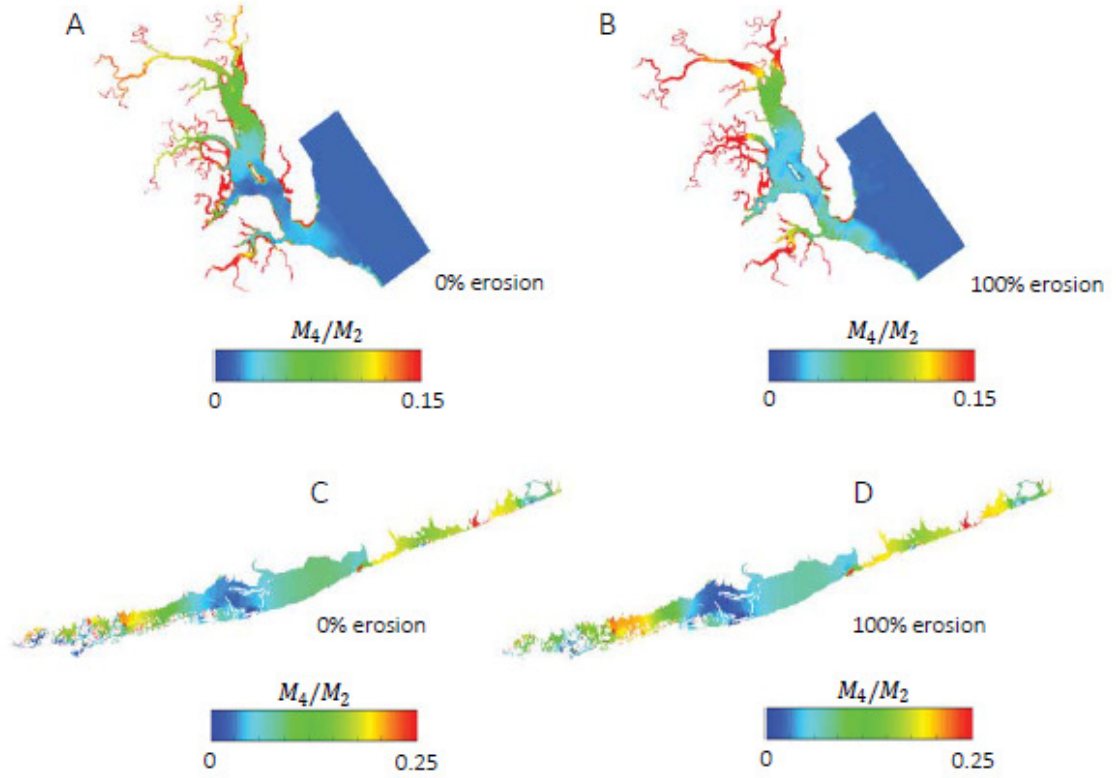 A
B
0% erosion
100% erosion
M₄/M₂
M₄/M₂
0
0.15
0
0.15
C
D
0% erosion
100% erosion
M₄/M₂
M₄/M₂
0
0.25
0
0.25